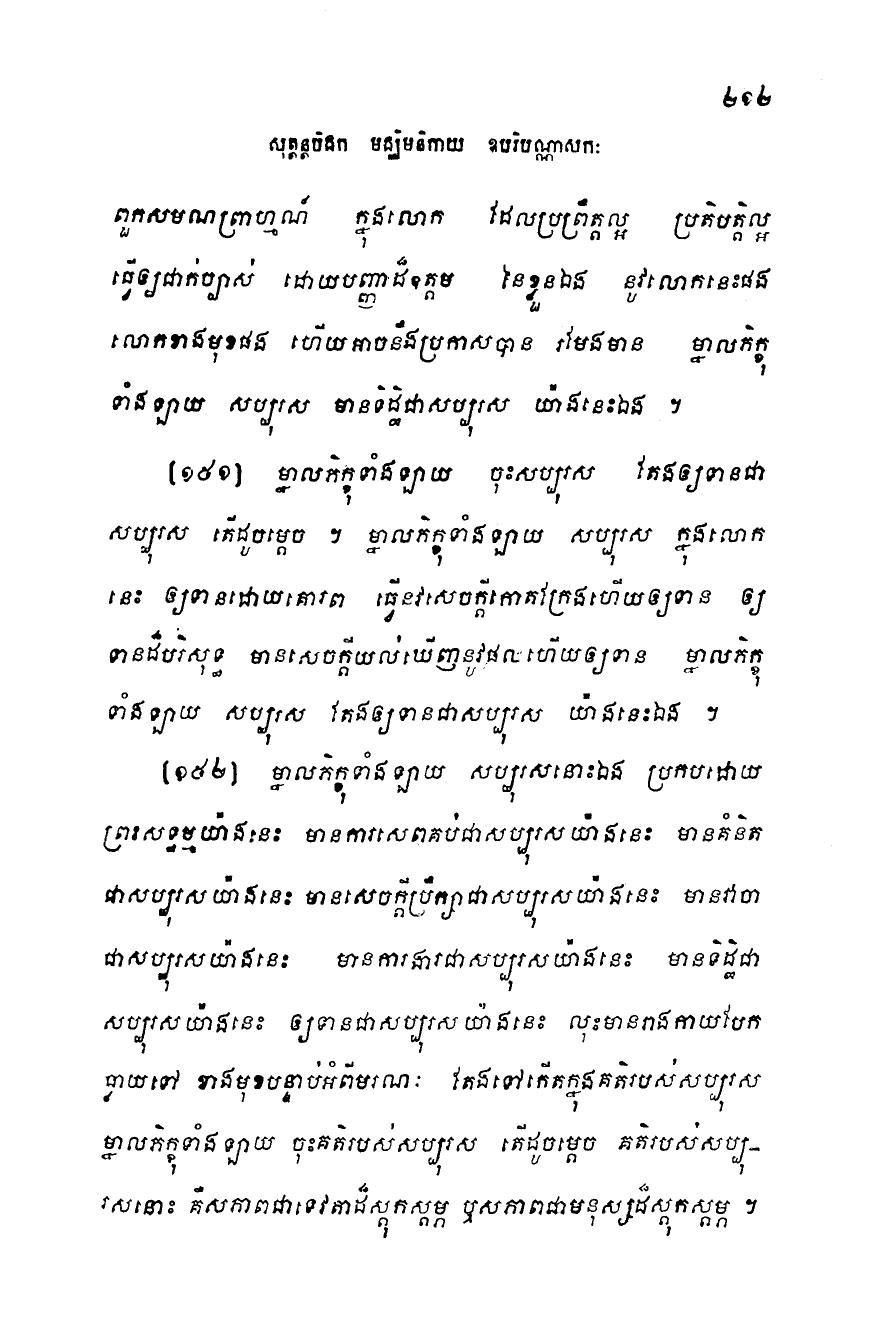 ២១២
សុត្តន្តបិដក មជ្ឈិមនិកាយ ឧបរិបណ្ណាសកៈ
ពួកសមណព្រាហ្មណ៍ ក្នុងលោក ដែលប្រព្រឹត្តល្អ ប្រតិបត្តិល្អ
ធ្វើឲ្យជាក់ច្បាស់ ដោយបញ្ញាដ៏ឧត្តម នៃខ្លួនឯង នូវលោកនេះផង
លោកខាងមុខផង ហើយអាចនឹងប្រកាសបាន រមែងមាន ម្នាលភិក្ខុ
ទាំងឡាយ សប្បុរស មានទិដ្ឋិជាសប្បុរស យ៉ាងនេះឯង ។
(១៨១) ម្នាលភិក្ខុទាំងឡាយ ចុះសប្បុរស តែងឲ្យទានជា
សប្បុរស តើដូចម្តេច ។ ម្នាលភិក្ខុទាំងឡាយ សប្បុរស ក្នុងលោក
នេះ ឲ្យទានដោយគោរព ធ្វើនូវសេចក្តីកោតក្រែងហើយឲ្យទាន ឲ្យ
ទានដ៏បរិសុទ្ធ មានសេចក្តីយល់ឃើញនូវផលហើយឲ្យទាន ម្នាលភិក្ខុ
ទាំងឡាយ សប្បុរស តែងឲ្យទានជាសប្បុរស យ៉ាងនេះឯង ។
(១៨២) ម្នាលភិក្ខុទាំងឡាយ សប្បុរសនោះឯង ប្រកបដោយ
ព្រះសទ្ធម្មយ៉ាងនេះ មានការសេពគប់ជាសប្បុរសយ៉ាងនេះ មានគំនិត
ជាសប្បុរសយ៉ាងនេះ មានសេចក្តីប្រឹក្សាជាសប្បុរសយ៉ាងនេះ មានវាចា
ជាសប្បុរសយ៉ាងនេះ មានការងារជាសប្បុរសយ៉ាងនេះ មានទិដ្ឋិជា
សប្បុរសយ៉ាងនេះ ឲ្យទានជាសប្បុរសយ៉ាងនេះ លុះមានរាងកាយបែក
ធ្លាយទៅ ខាងមុខបន្ទាប់អំពីមរណៈ តែងទៅកើតក្នុងគតិរបស់សប្បុរស
ម្នាលភិក្ខុទាំងឡាយ ចុះគតិរបស់សប្បុរស តើដូចម្តេច គតិរបស់សប្បុ-
រសនោះ គឺសភាពជាទេវតាដ៏ស្តុកស្តម្ភ ឬសភាពជាមនុស្សដ៏ស្តុកស្តម្ភ ។